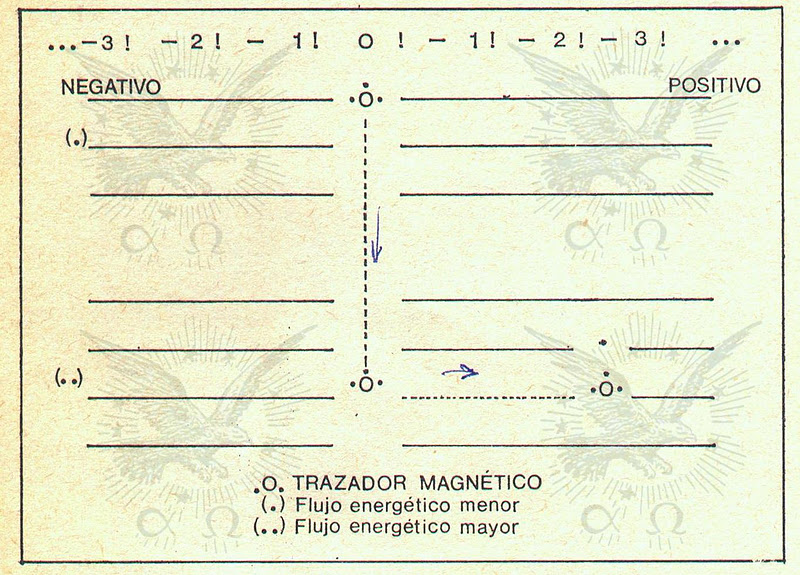 ...–3! –2! – 1! O ! – 1! – 2! – 3! ...
NEGATIVO POSITIVO
.O.
(.)
(..) .O. .O.
.O. TRAZADOR MAGNÉTICO
(.) Flujo energético menor
(..) Flujo energético mayor
α Ω α Ω
α Ω α Ω